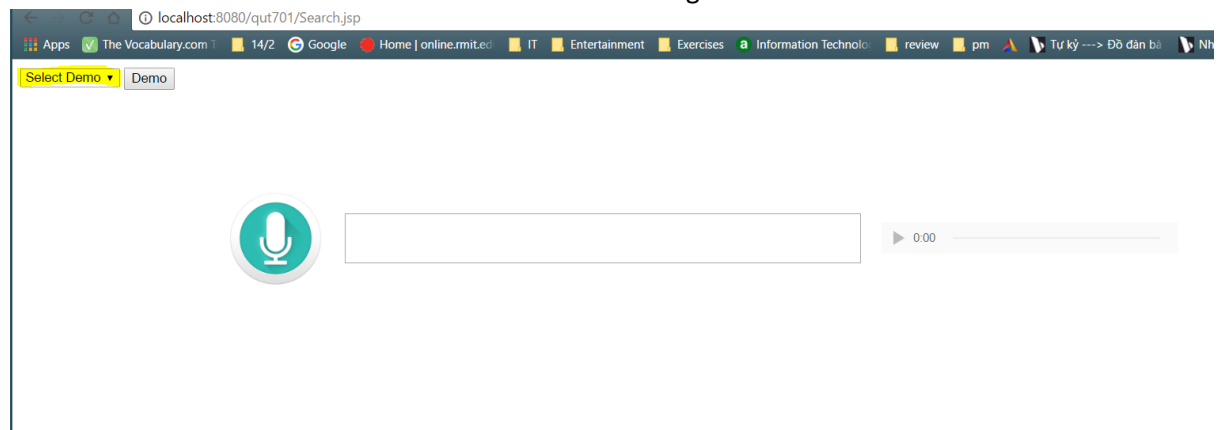 localhost:8080/qut701/Search.jsp
Apps The Vocabulary.com T 14/2 Google Home | online.rmit.ed IT Entertainment Exercises a Information Technolo review pm Tự kỷ ---> Đồ đàn bà Nh
Select Demo Demo
0:00